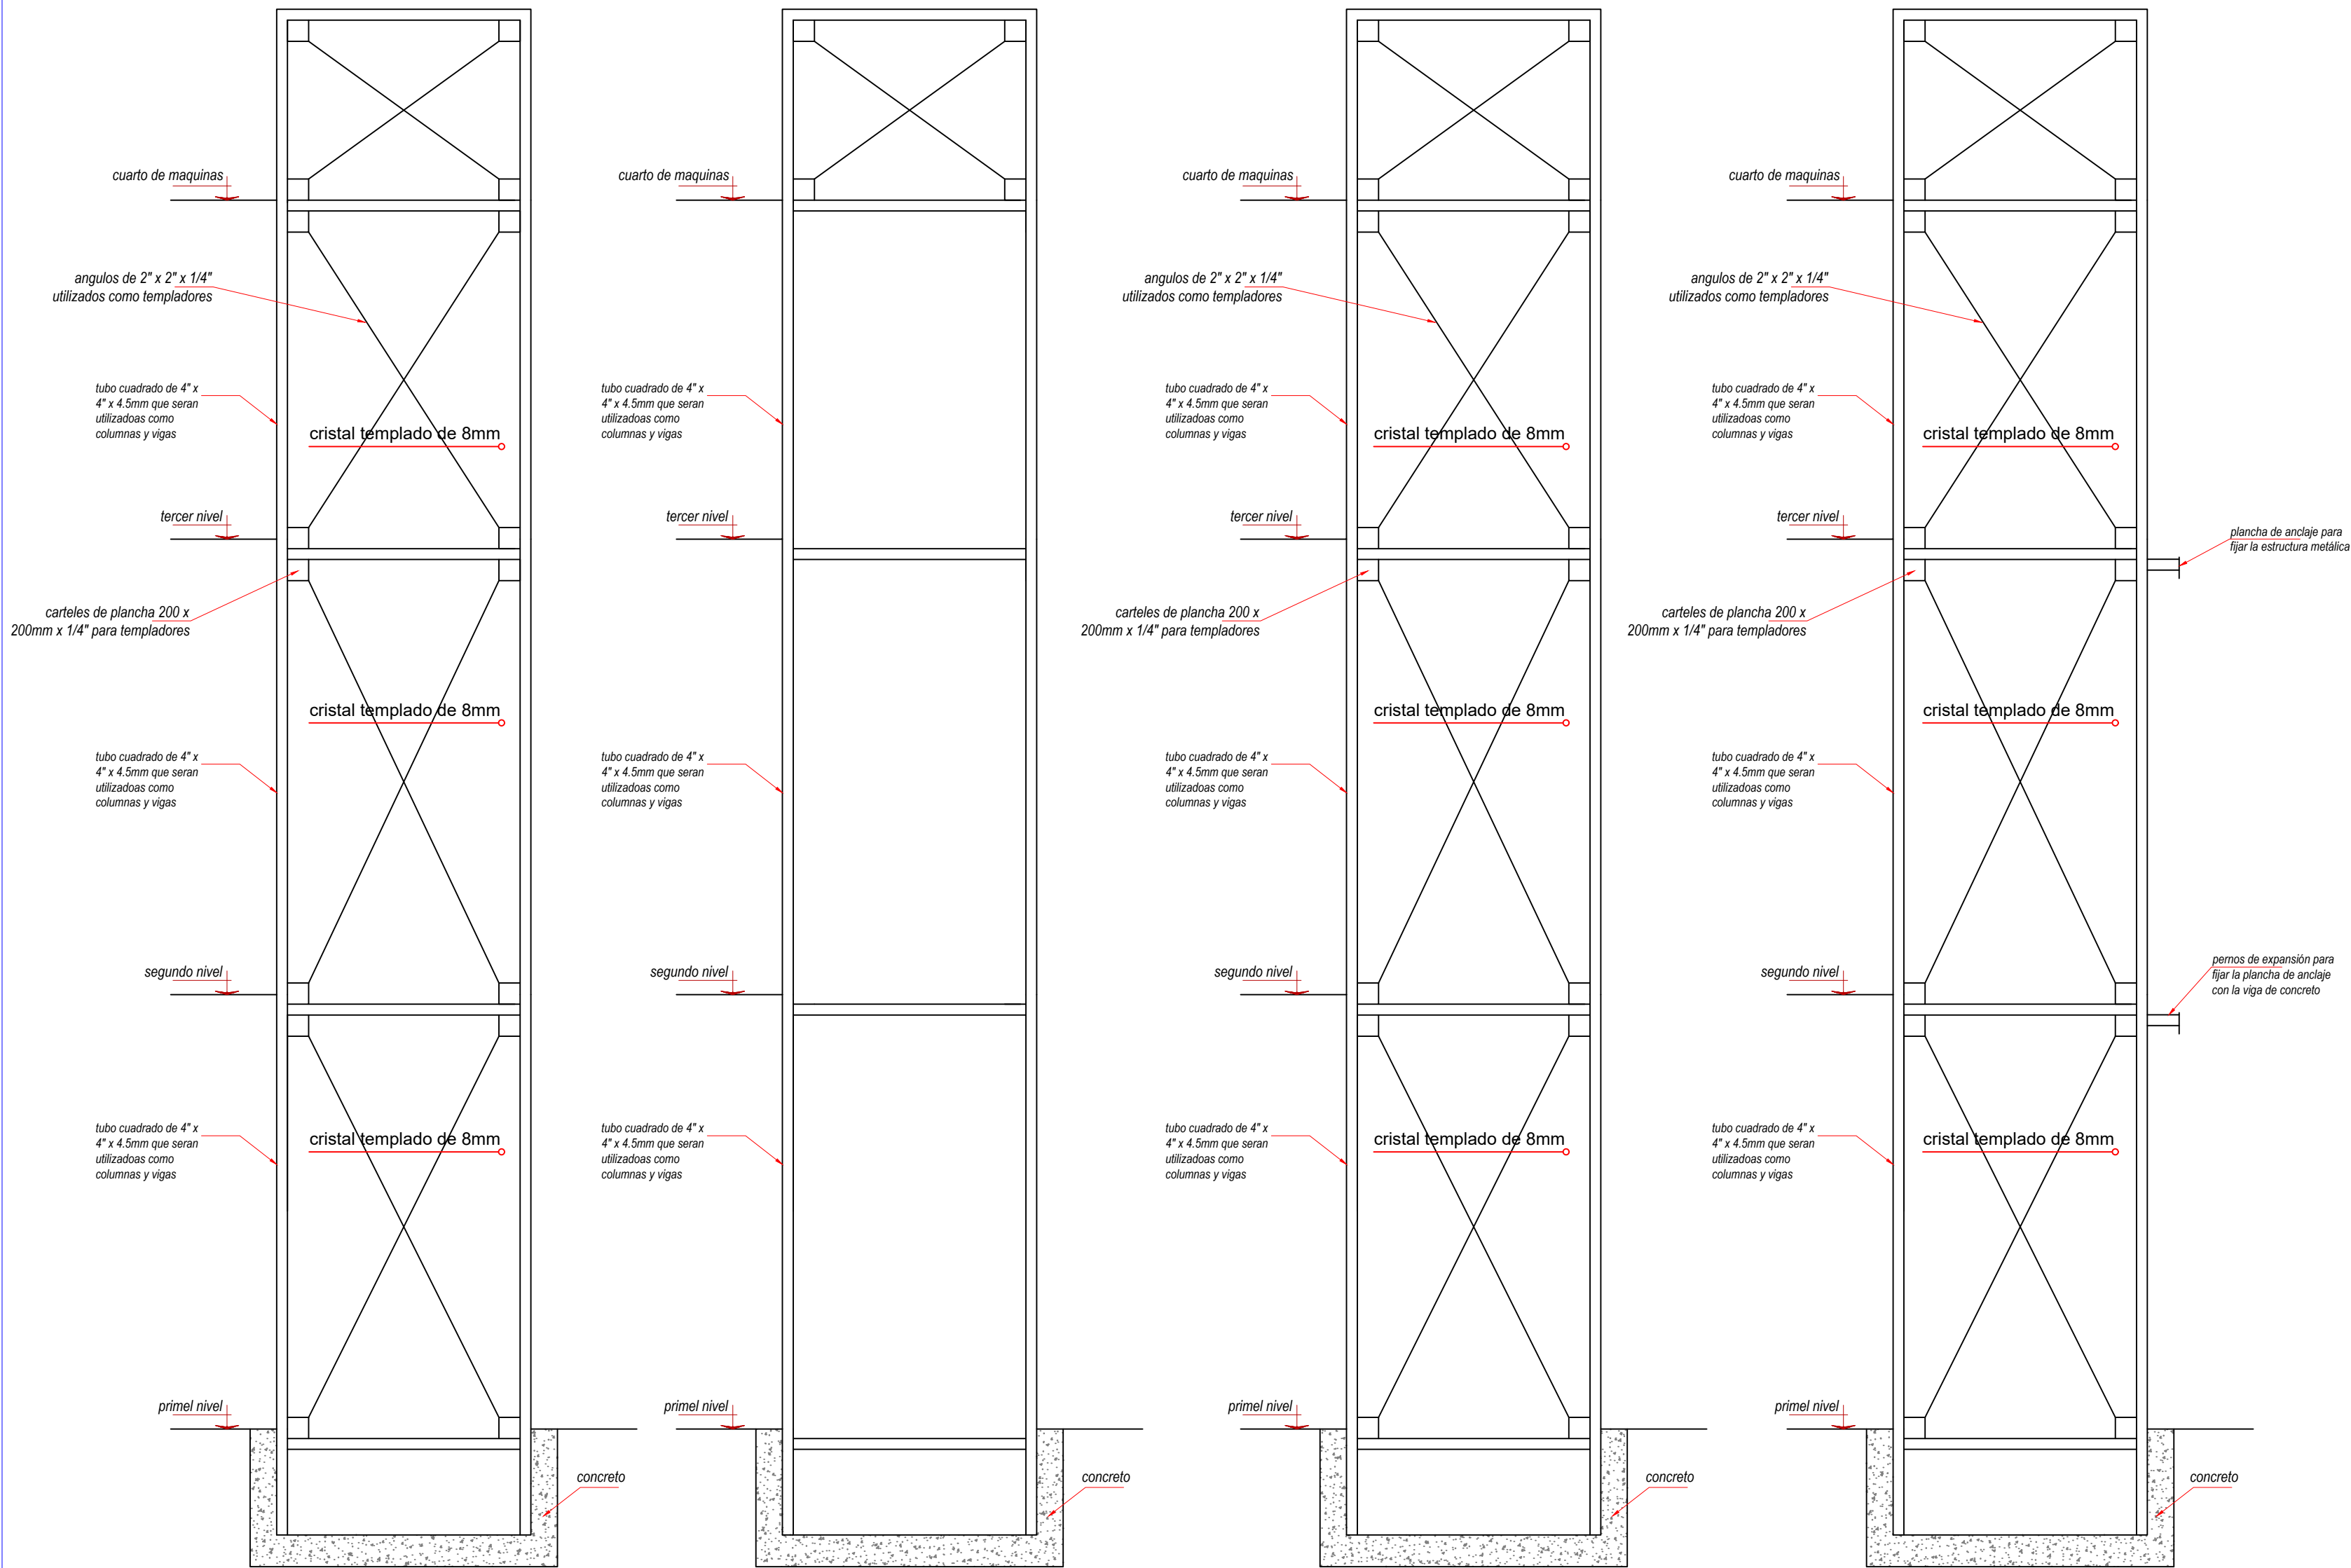 cuarto de maquinas
angulos de 2" x 2" x 1/4"
utilizados como templadores
tubo cuadrado de 4" x
4" x 4.5mm que seran
utilizadoas como
columnas y vigas
cristal templado de 8mm
tercer nivel
carteles de plancha 200 x
200mm x 1/4" para templadores
cristal templado de 8mm
tubo cuadrado de 4" x
4" x 4.5mm que seran
utilizadoas como
columnas y vigas
segundo nivel
tubo cuadrado de 4" x
4" x 4.5mm que seran
utilizadoas como
columnas y vigas
cristal templado de 8mm
primel nivel
concreto
cuarto de maquinas
tubo cuadrado de 4" x
4" x 4.5mm que seran
utilizadoas como
columnas y vigas
tercer nivel
tubo cuadrado de 4" x
4" x 4.5mm que seran
utilizadoas como
columnas y vigas
segundo nivel
tubo cuadrado de 4" x
4" x 4.5mm que seran
utilizadoas como
columnas y vigas
primel nivel
concreto
cuarto de maquinas
angulos de 2" x 2" x 1/4"
utilizados como templadores
tubo cuadrado de 4" x
4" x 4.5mm que seran
utilizadoas como
columnas y vigas
cristal templado de 8mm
tercer nivel
carteles de plancha 200 x
200mm x 1/4" para templadores
cristal templado de 8mm
tubo cuadrado de 4" x
4" x 4.5mm que seran
utilizadoas como
columnas y vigas
segundo nivel
tubo cuadrado de 4" x
4" x 4.5mm que seran
utilizadoas como
columnas y vigas
cristal templado de 8mm
primel nivel
concreto
cuarto de maquinas
angulos de 2" x 2" x 1/4"
utilizados como templadores
tubo cuadrado de 4" x
4" x 4.5mm que seran
utilizadoas como
columnas y vigas
cristal templado de 8mm
tercer nivel
plancha de anclaje para
fijar la estructura metálica
carteles de plancha 200 x
200mm x 1/4" para templadores
cristal templado de 8mm
tubo cuadrado de 4" x
4" x 4.5mm que seran
utilizadoas como
columnas y vigas
segundo nivel
pernos de expansión para
fijar la plancha de anclaje
con la viga de concreto
tubo cuadrado de 4" x
4" x 4.5mm que seran
utilizadoas como
columnas y vigas
cristal templado de 8mm
primel nivel
concreto